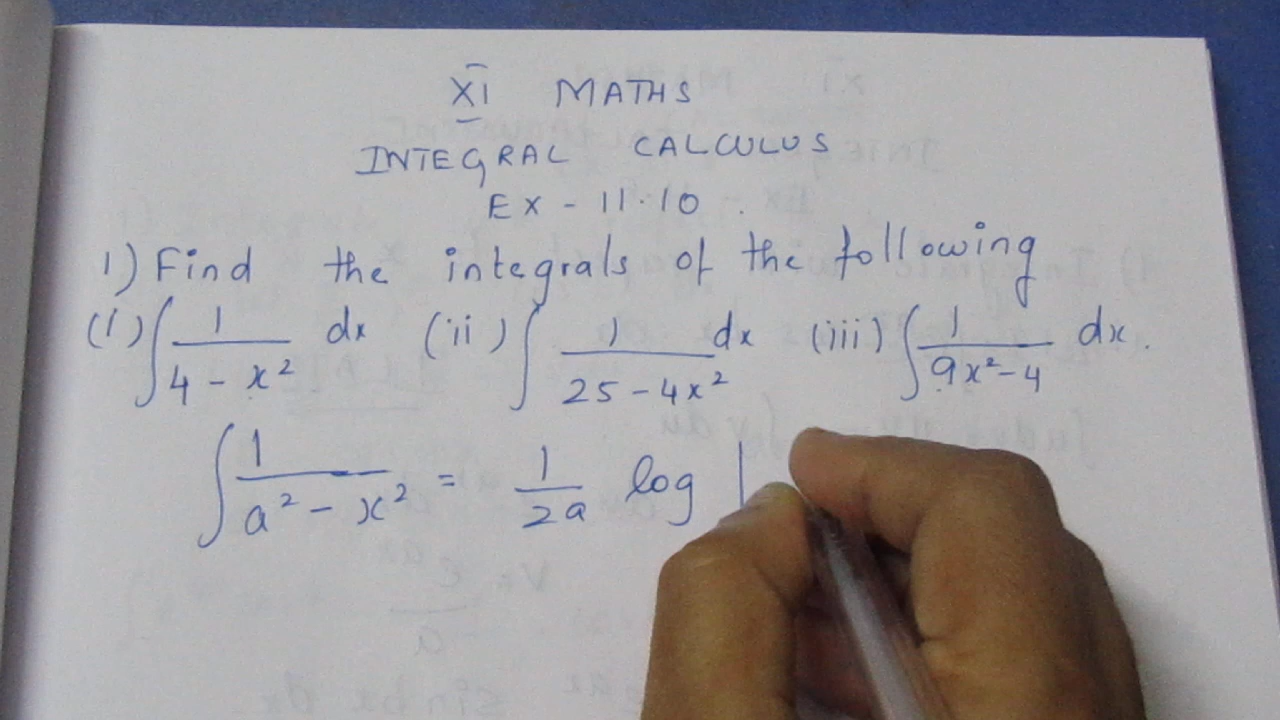 XI MATHS
INTEGRAL CALCULUS
EX - 11.10.
1) Find the integrals of the following
(i) ∫ 1/(4 - x²) dx (ii) ∫ 1/(25 - 4x²) dx (iii) ∫ 1/(9x² - 4) dx.
∫ 1/(a² - x²) = 1/2a log |